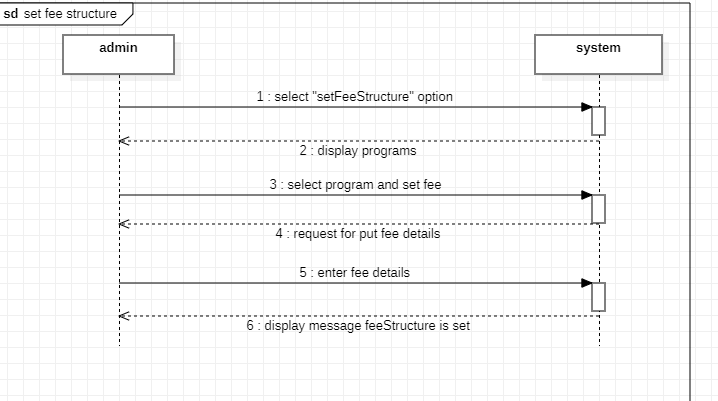 sd set fee structure
admin
system
1 : select "setFeeStructure" option
2 : display programs
3 : select program and set fee
4 : request for put fee details
5 : enter fee details
6 : display message feeStructure is set